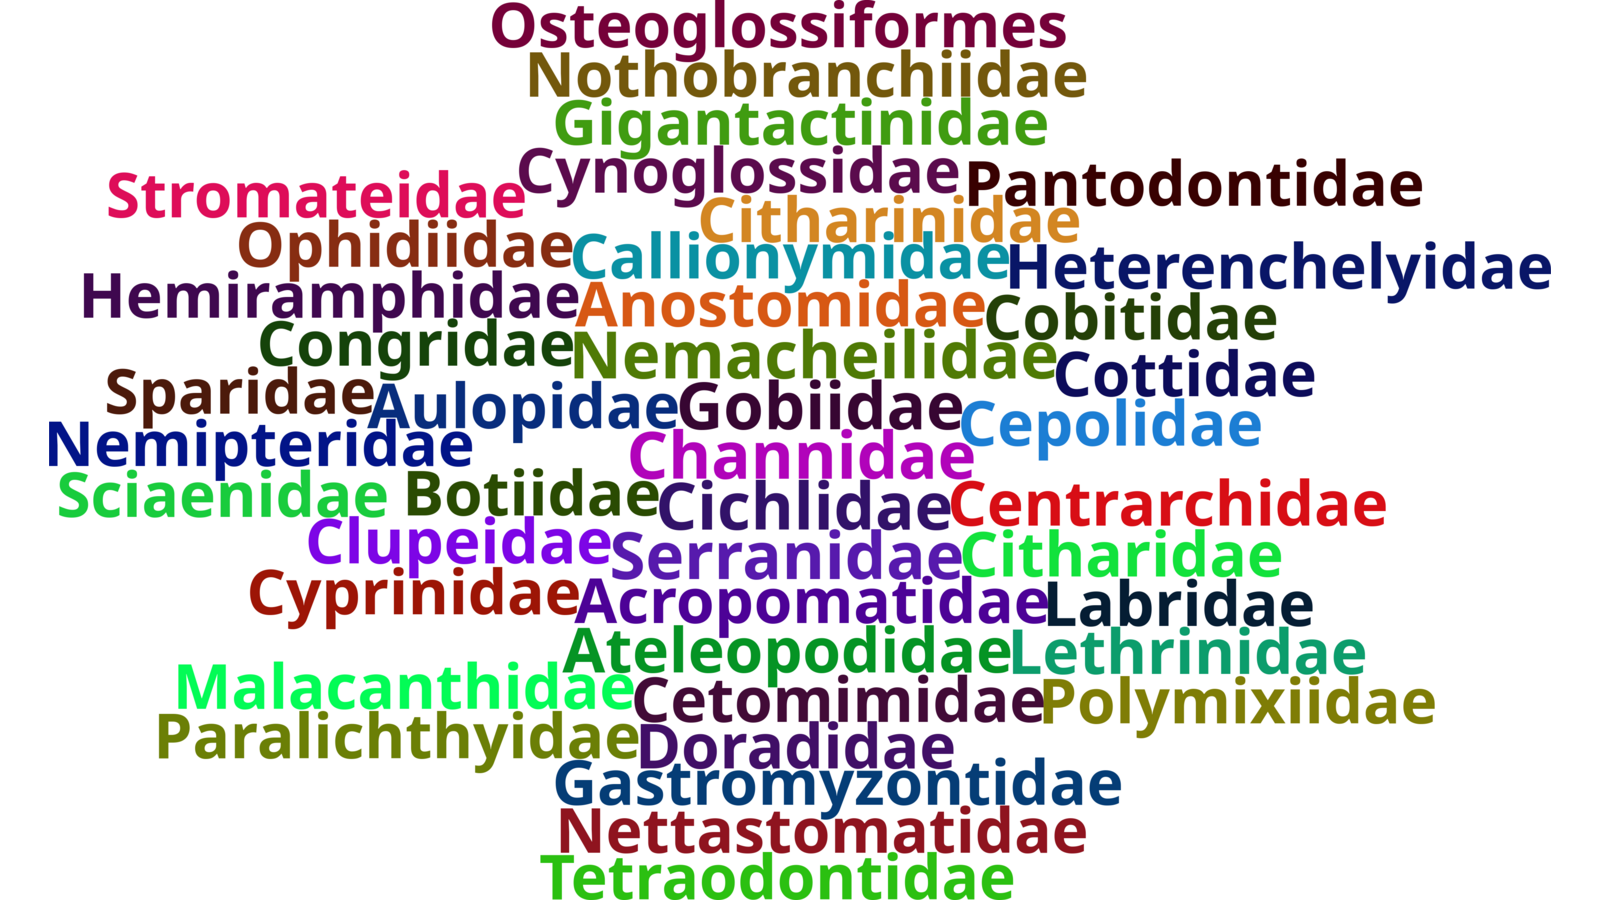 Osteoglossiformes
Nothobranchiidae
Gigantactinidae
Cynoglossidae
Pantodontidae
Stromateidae
Citharinidae
Ophidiidae
Callionymidae
Heterenchelyidae
Hemiramphidae
Anostomidae
Cobitidae
Congridae
Nemacheilidae
Cottidae
Sparidae
Aulopidae
Gobiidae
Cepolidae
Nemipteridae
Channidae
Sciaenidae
Botiidae
Cichlidae
Centrarchidae
Clupeidae
Serranidae
Citharidae
Cyprinidae
Acropomatidae
Labridae
Ateleopodidae
Lethrinidae
Malacanthidae
Cetomimidae
Polymixiidae
Paralichthyidae
Doradidae
Gastromyzontidae
Nettastomatidae
Tetraodontidae